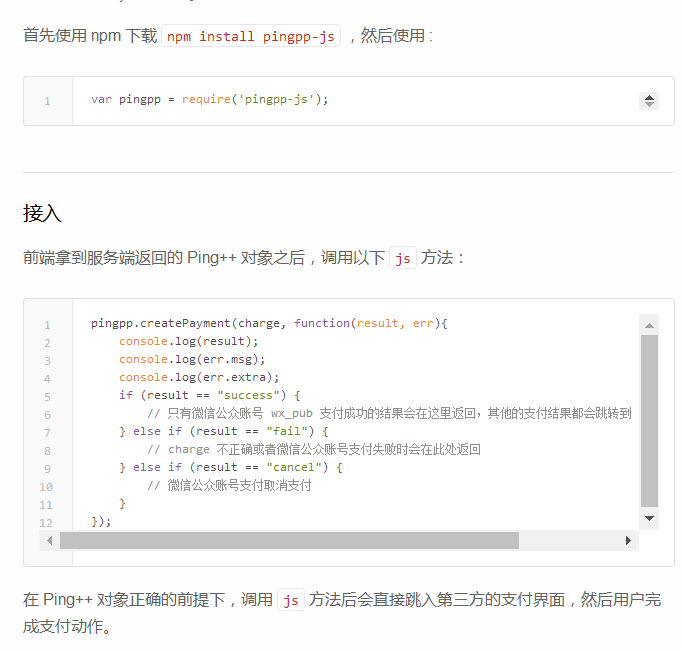 首先使用 npm 下载 npm install pingpp-js ，然后使用 :
1 var pingpp = require('pingpp-js');
接入
前端拿到服务端返回的 Ping++ 对象之后，调用以下 js 方法：
1 pingpp.createPayment(charge, function(result, err){
2 console.log(result);
3 console.log(err.msg);
4 console.log(err.extra);
5 if (result == "success") {
6 // 只有微信公众账号 wx_pub 支付成功的结果会在这里返回，其他的支付结果都会跳转到
7 } else if (result == "fail") {
8 // charge 不正确或者微信公众账号支付失败时会在此处返回
9 } else if (result == "cancel") {
10 // 微信公众账号支付取消支付
11 }
12 });
在 Ping++ 对象正确的前提下，调用 js 方法后会直接跳入第三方的支付界面，然后用户完
成支付动作。